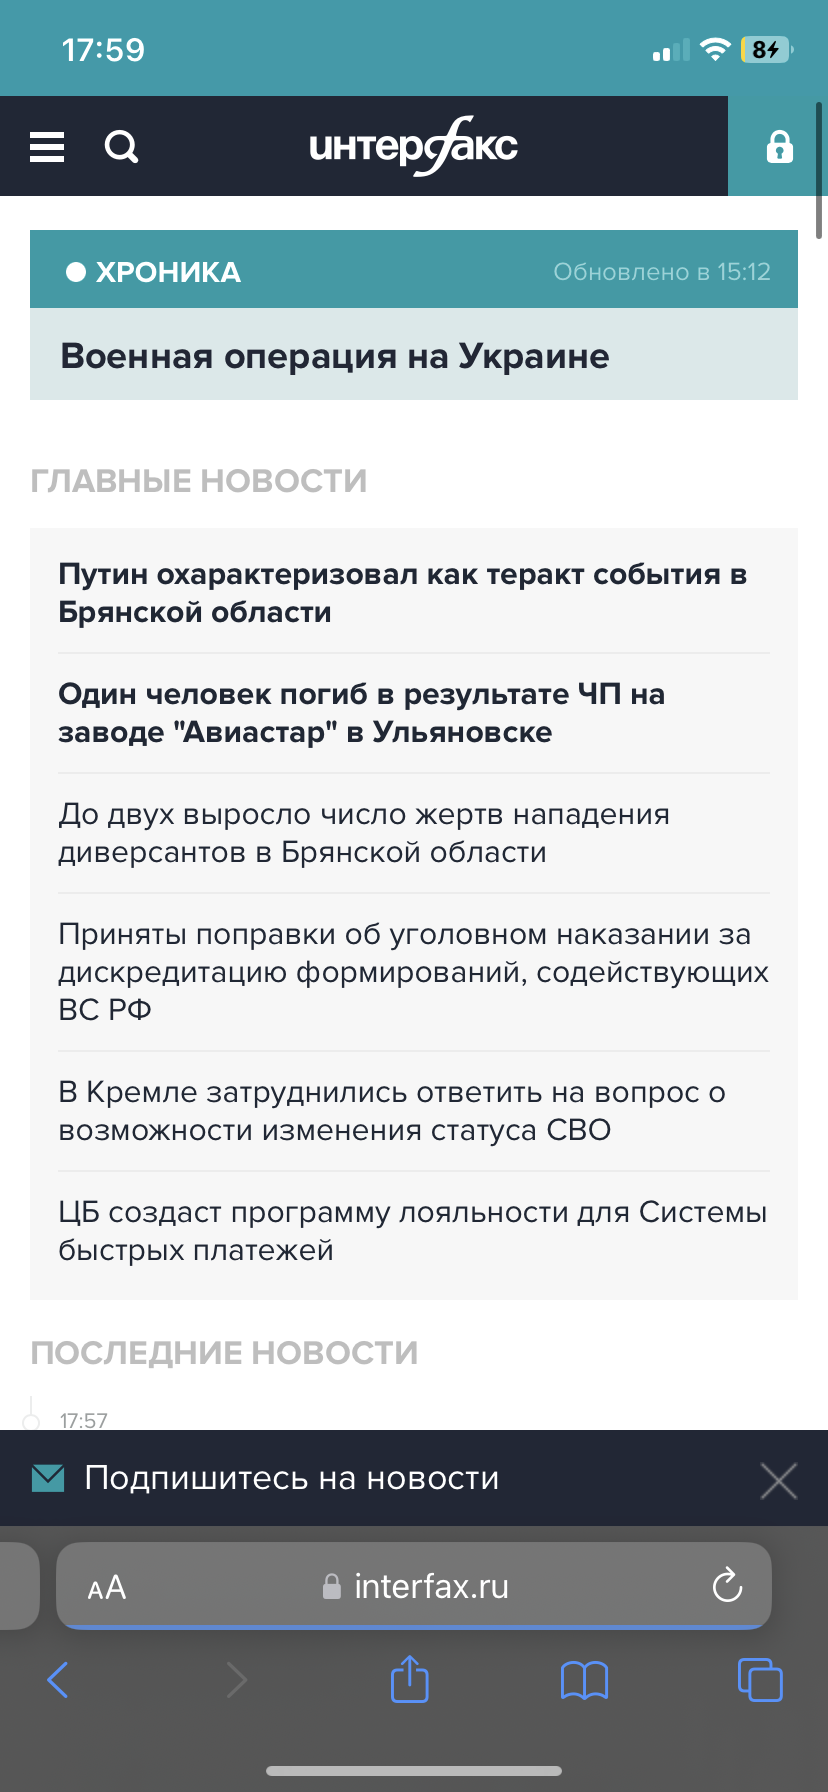 17:59
8
интерфакс
ХРОНИКА
Обновлено в 15:12
Военная операция на Украине
ГЛАВНЫЕ НОВОСТИ
Путин охарактеризовал как теракт события в
Брянской области
Один человек погиб в результате ЧП на
заводе "Авиастар" в Ульяновске
До двух выросло число жертв нападения
диверсантов в Брянской области
Приняты поправки об уголовном наказании за
дискредитацию формирований, содействующих
ВС РФ
В Кремле затруднились ответить на вопрос о
возможности изменения статуса СВО
ЦБ создаст программу лояльности для Системы
быстрых платежей
ПОСЛЕДНИЕ НОВОСТИ
17:57
Подпишитесь на новости
AA
interfax.ru